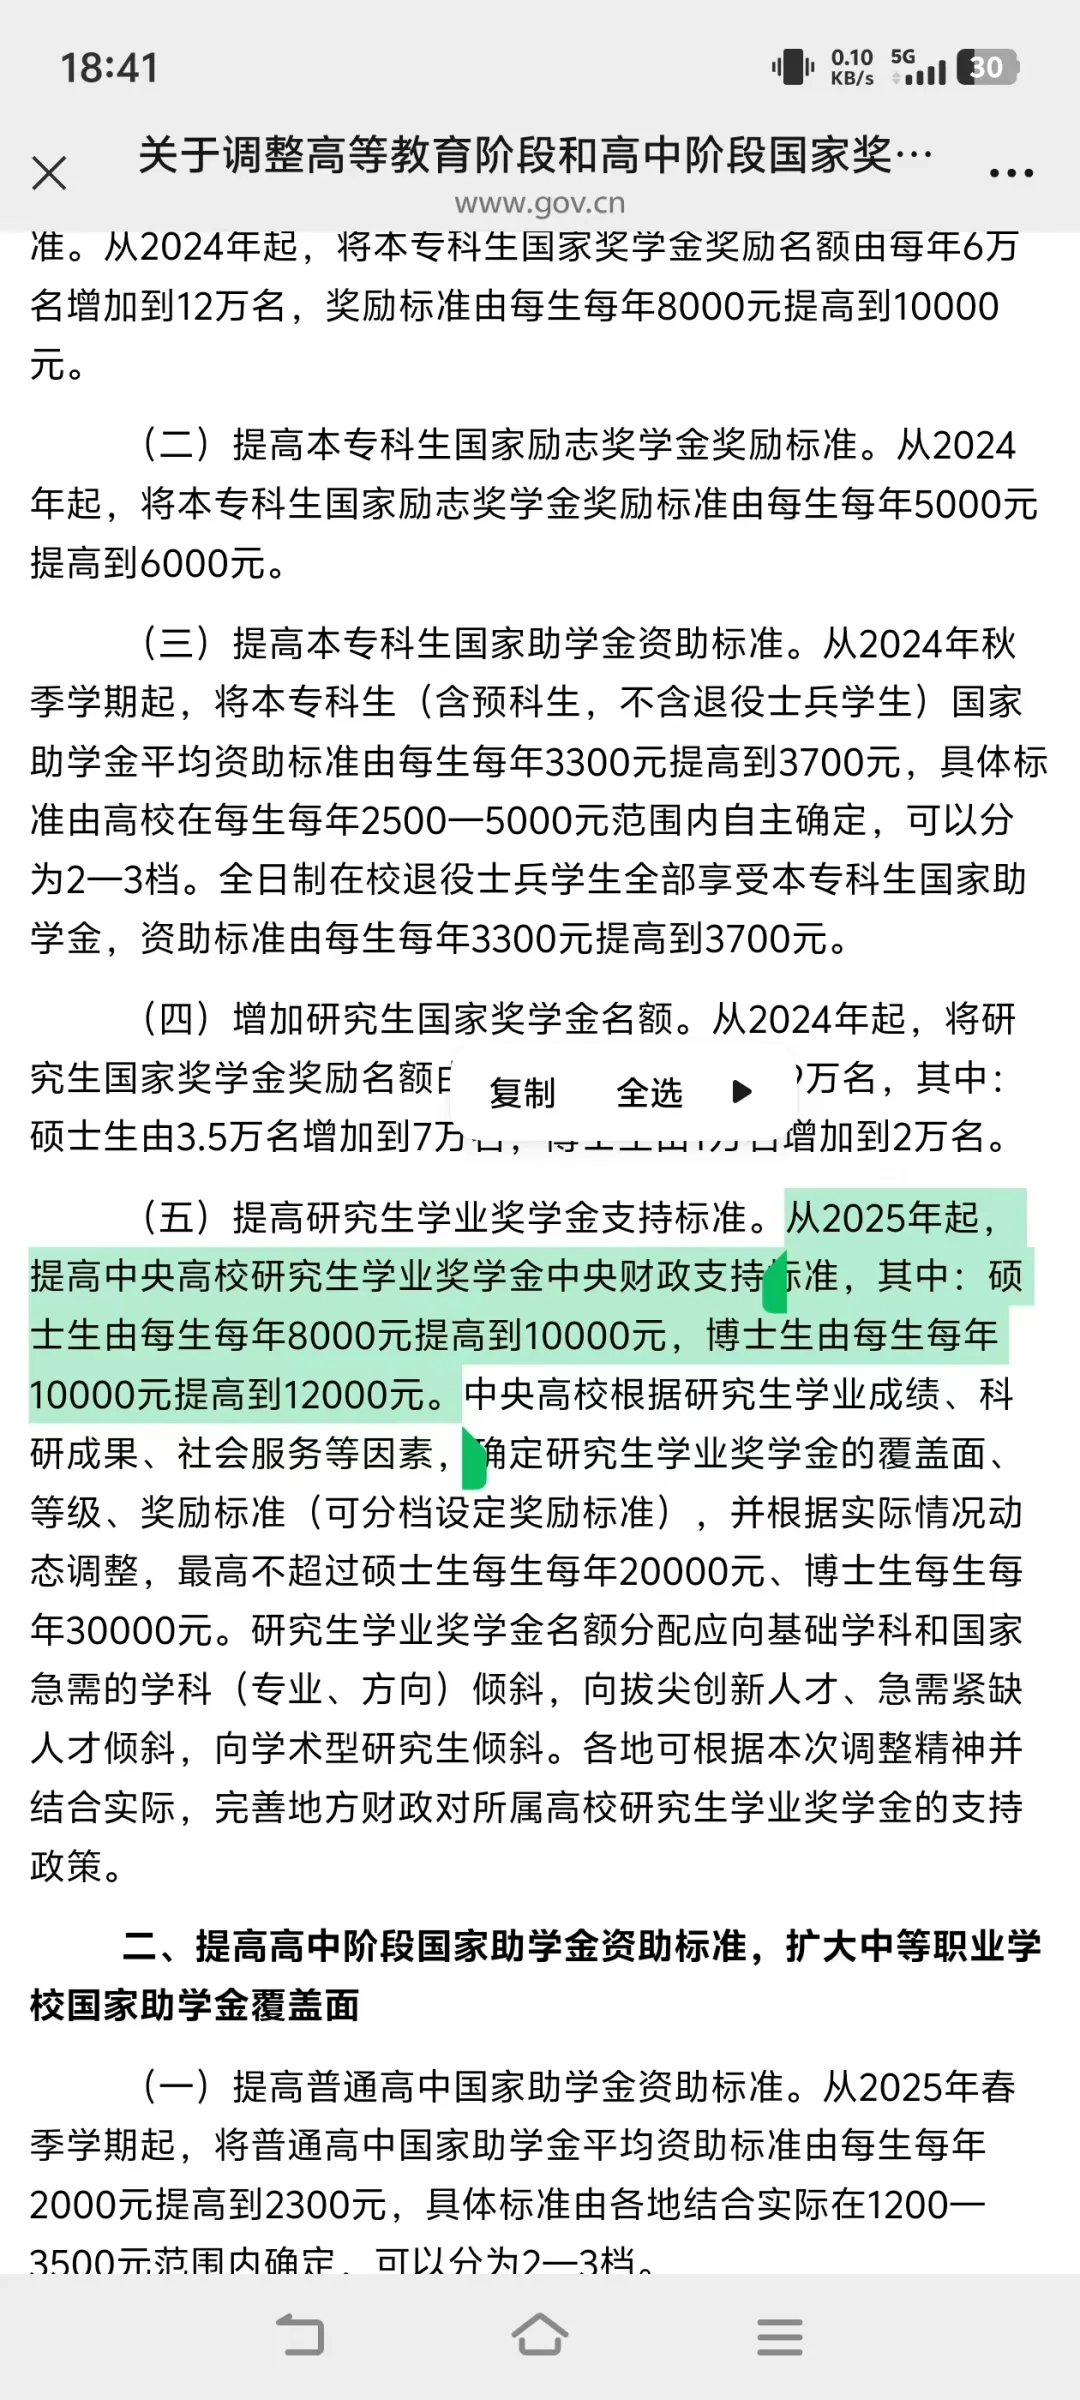 18:41
0.10
KB/s
5G
30
关于调整高等教育阶段和高中阶段国家奖…
www.gov.cn
准。从2024年起，将本专科生国家奖学金奖励名额由每年6万
名增加到12万名，奖励标准由每生每年8000元提高到10000
元。
（二）提高本专科生国家励志奖学金奖励标准。从2024
年起，将本专科生国家励志奖学金奖励标准由每生每年5000元
提高到6000元。
（三）提高本专科生国家助学金资助标准。从2024年秋
季学期起，将本专科生（含预科生，不含退役士兵学生）国家
助学金平均资助标准由每生每年3300元提高到3700元，具体标
准由高校在每生每年2500—5000元范围内自主确定，可以分
为2—3档。全日制在校退役士兵学生全部享受本专科生国家助
学金，资助标准由每生每年3300元提高到3700元。
（四）增加研究生国家奖学金名额。从2024年起，将研
究生国家奖学金奖励名额 万名，其中：
复制 全选
硕士生由3.5万名增加到7万名，博士生由1万名增加到2万名。
（五）提高研究生学业奖学金支持标准。从2025年起，
提高中央高校研究生学业奖学金中央财政支持标准，其中：硕
士生由每生每年8000元提高到10000元，博士生由每生每年
10000元提高到12000元。中央高校根据研究生学业成绩、科
研成果、社会服务等因素，确定研究生学业奖学金的覆盖面、
等级、奖励标准（可分档设定奖励标准），并根据实际情况动
态调整，最高不超过硕士生每生每年20000元、博士生每生每
年30000元。研究生学业奖学金名额分配应向基础学科和国家
急需的学科（专业、方向）倾斜，向拔尖创新人才、急需紧缺
人才倾斜，向学术型研究生倾斜。各地可根据本次调整精神并
结合实际，完善地方财政对所属高校研究生学业奖学金的支持
政策。
二、提高高中阶段国家助学金资助标准，扩大中等职业学
校国家助学金覆盖面
（一）提高普通高中国家助学金资助标准。从2025年春
季学期起，将普通高中国家助学金平均资助标准由每生每年
2000元提高到2300元，具体标准由各地结合实际在1200—
3500元范围内确定，可以分为2—3档。